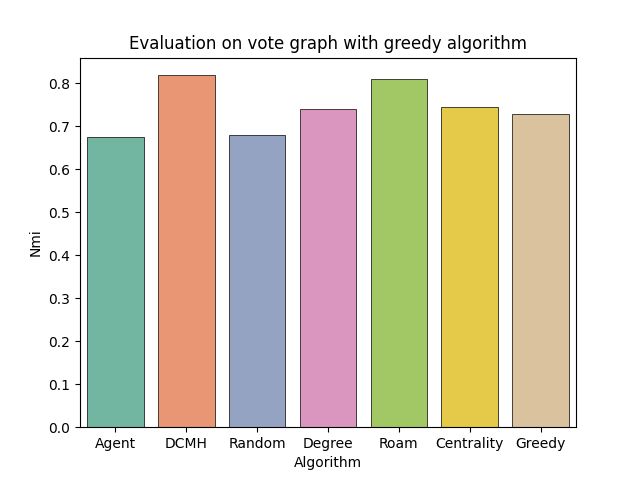 Evaluation on vote graph with greedy algorithm
0.8
0.7
0.6
0.5
0.4
0.3
0.2
0.1
0.0
Nmi
Agent DCMH Random Degree Roam Centrality Greedy
Algorithm